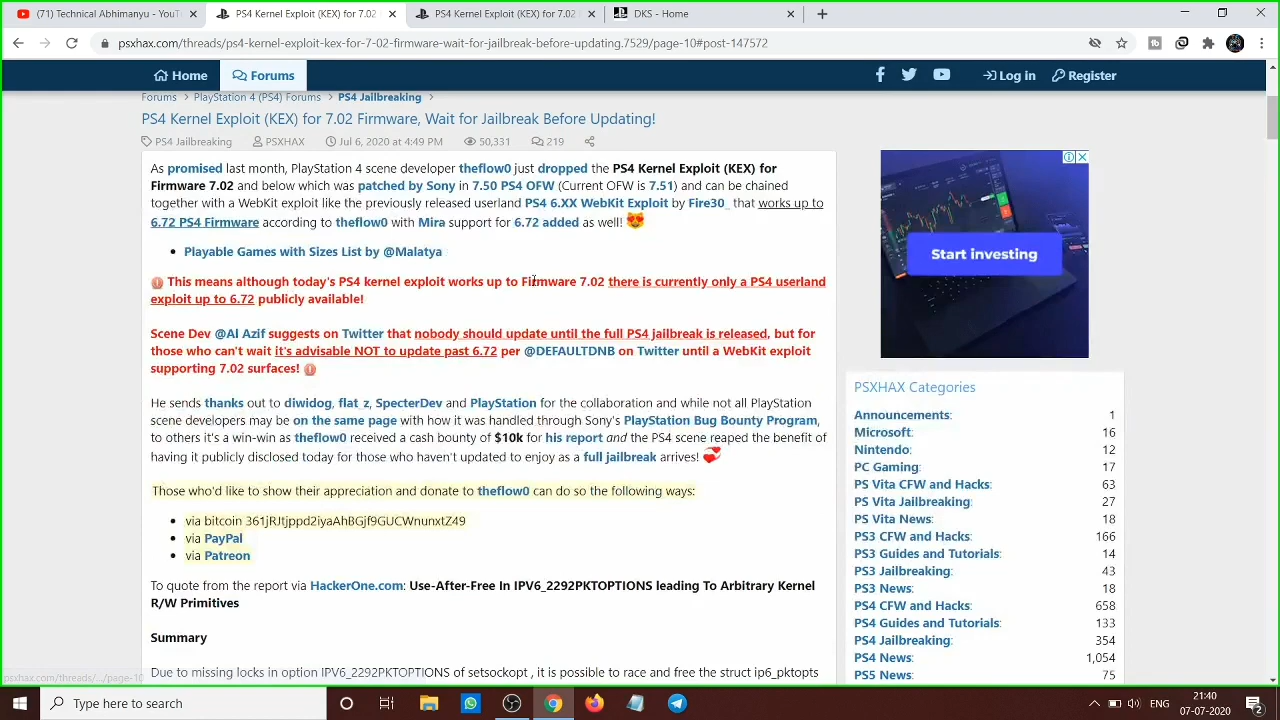 (71) Technical Abhimanyu - YouT
PS4 Kernel Exploit (KEX) for 7.02
PS4 Kernel Exploit (KEX) for 7.02
DKS - Home
psxhax.com/threads/ps4-kernel-exploit-kex-for-7-02-firmware-wait-for-jailbreak-before-updating.7529/page-10#post-147572
Home Forums Log in Register
Forums > PlayStation 4 (PS4) Forums > PS4 Jailbreaking >
PS4 Kernel Exploit (KEX) for 7.02 Firmware, Wait for Jailbreak Before Updating!
PS4 Jailbreaking PSXHAX Jul 6, 2020 at 4:49 PM 50,331 219
As promised last month, PlayStation 4 scene developer theflow0 just dropped the PS4 Kernel Exploit (KEX) for
Firmware 7.02 and below which was patched by Sony in 7.50 PS4 OFW (Current OFW is 7.51) and can be chained
together with a WebKit exploit like the previously released userland PS4 6.XX WebKit Exploit by Fire30_ that works up to
6.72 PS4 Firmware according to theflow0 with Mira support for 6.72 added as well!
• Playable Games with Sizes List by @Malatya
This means although today's PS4 kernel exploit works up to Firmware 7.02 there is currently only a PS4 userland
exploit up to 6.72 publicly available!
Scene Dev @Al Azif suggests on Twitter that nobody should update until the full PS4 jailbreak is released, but for
those who can't wait it's advisable NOT to update past 6.72 per @DEFAULTDNB on Twitter until a WebKit exploit
supporting 7.02 surfaces!
He sends thanks out to diwidog, flat_z, SpecterDev and PlayStation for the collaboration and while not all PlayStation
scene developers may be on the same page with how it was handled through Sony's PlayStation Bug Bounty Program,
to others it's a win-win as theflow0 received a cash bounty of $10k for his report and the PS4 scene reaped the benefit of
having it publicly disclosed today for those who haven't updated to enjoy as a full jailbreak arrives!
Those who'd like to show their appreciation and donate to theflow0 can do so the following ways:
• via bitcoin 361jRJtjppd2iyaAhBGjf9GUCWnunxtZ49
• via PayPal
• via Patreon
To quote from the report via HackerOne.com: Use-After-Free In IPV6_2292PKTOPTIONS leading To Arbitrary Kernel
R/W Primitives
Summary
Due to missing locks in option IPV6_2292PKTOPTIONS of setsockopt , it is possible to race and free the struct ip6_pktopts
Start investing
PSXHAX Categories
Announcements: 1
Microsoft: 16
Nintendo: 12
PC Gaming: 17
PS Vita CFW and Hacks: 63
PS Vita Jailbreaking: 27
PS Vita News: 18
PS3 CFW and Hacks: 166
PS3 Guides and Tutorials: 14
PS3 Jailbreaking: 43
PS3 News: 18
PS4 CFW and Hacks: 658
PS4 Guides and Tutorials: 133
PS4 Jailbreaking: 354
PS4 News: 1,054
PS5 News: 75
psxhax.com/threads/.../page-10
Type here to search
ENG
21:40
07-07-2020
2